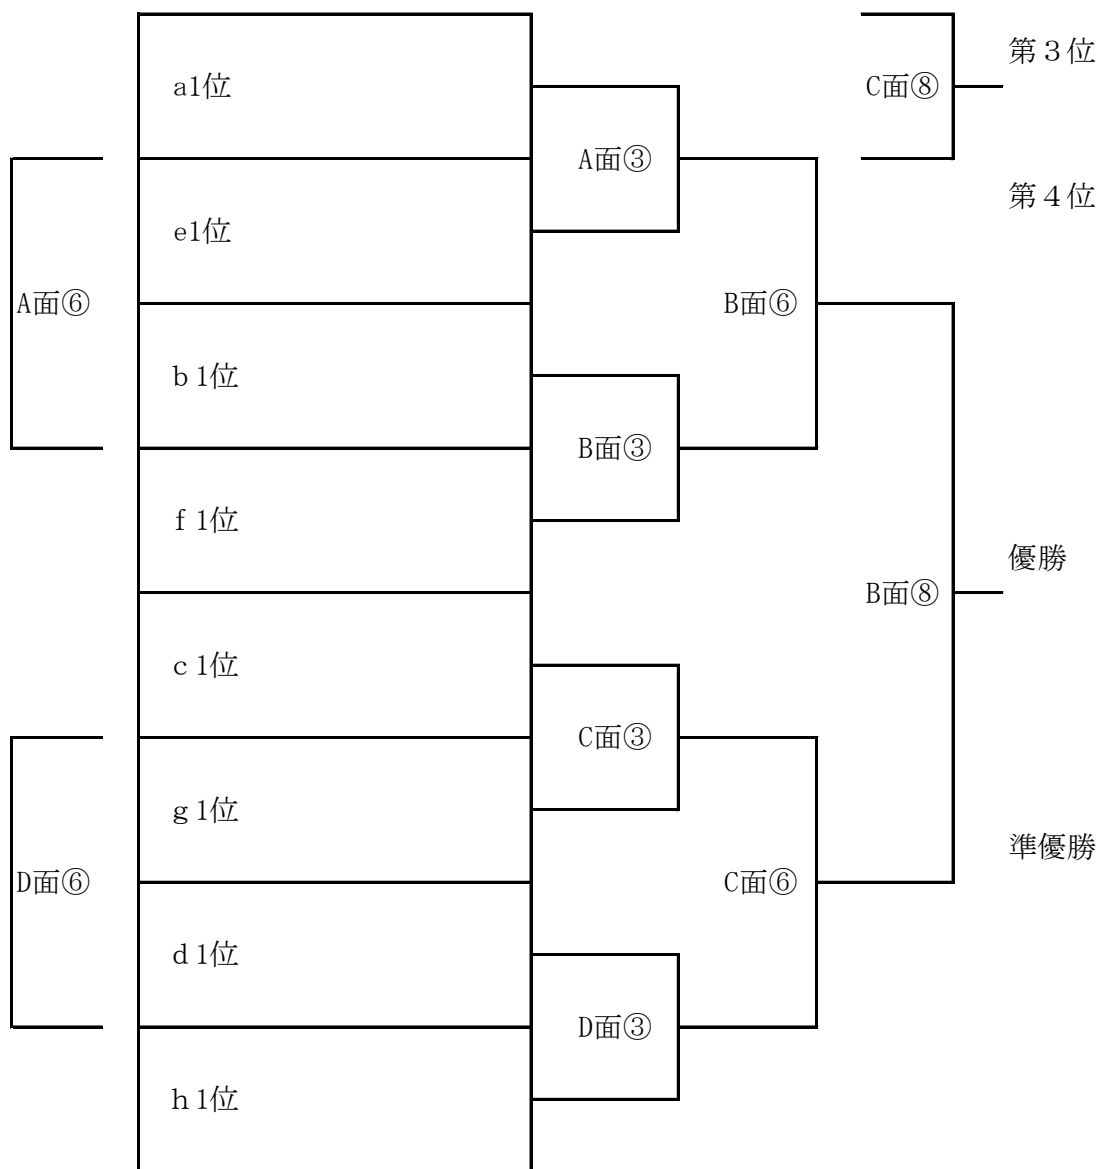 第３位
a1位
C面⑧
A面③
第４位
e1位
A面⑥
B面⑥
ｂ1位
B面③
ｆ1位
優勝
B面⑧
ｃ1位
C面③
ｇ1位
準優勝
D面⑥
C面⑥
ｄ1位
D面③
ｈ1位